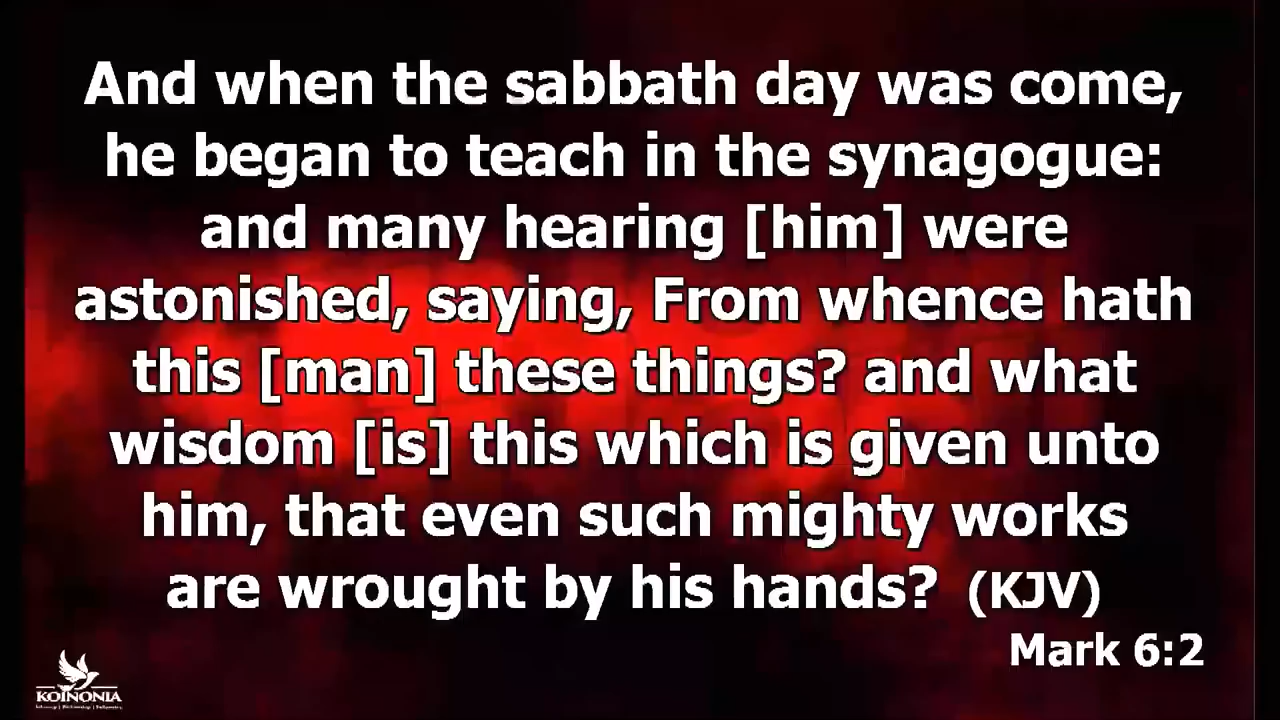 And when the sabbath day was come,
he began to teach in the synagogue:
and many hearing [him] were
astonished, saying, From whence hath
this [man] these things? and what
wisdom [is] this which is given unto
him, that even such mighty works
are wrought by his hands? (KJV)
Mark 6:2
KOINONIA